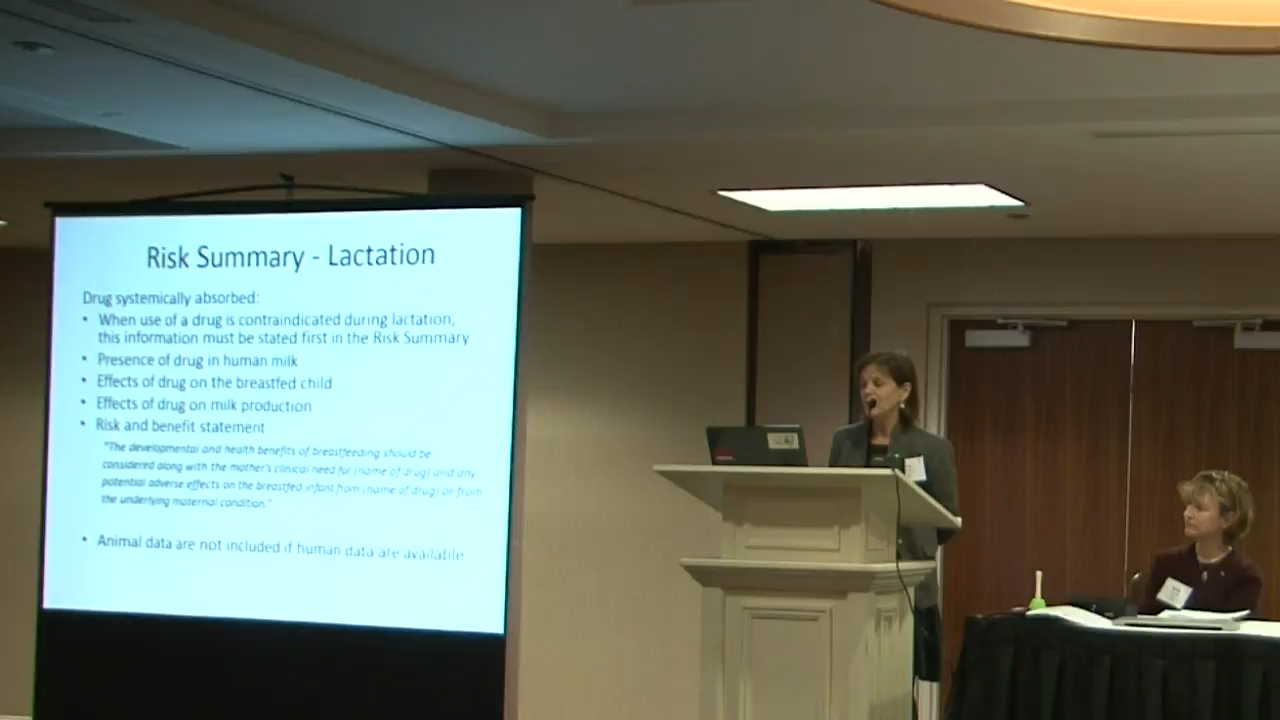 Risk Summary - Lactation
Drug systemically absorbed:
• When use of a drug is contraindicated during lactation,
this information must be stated first in the Risk Summary
• Presence of drug in human milk
• Effects of drug on the breastfed child
• Effects of drug on milk production
• Risk and benefit statement
"The developmental and health benefits of breastfeeding should be
considered along with the mother's clinical need for (name of drug) and any
potential adverse effects on the breastfed infant from (name of drug) or from
the underlying maternal condition."
• Animal data are not included if human data are available